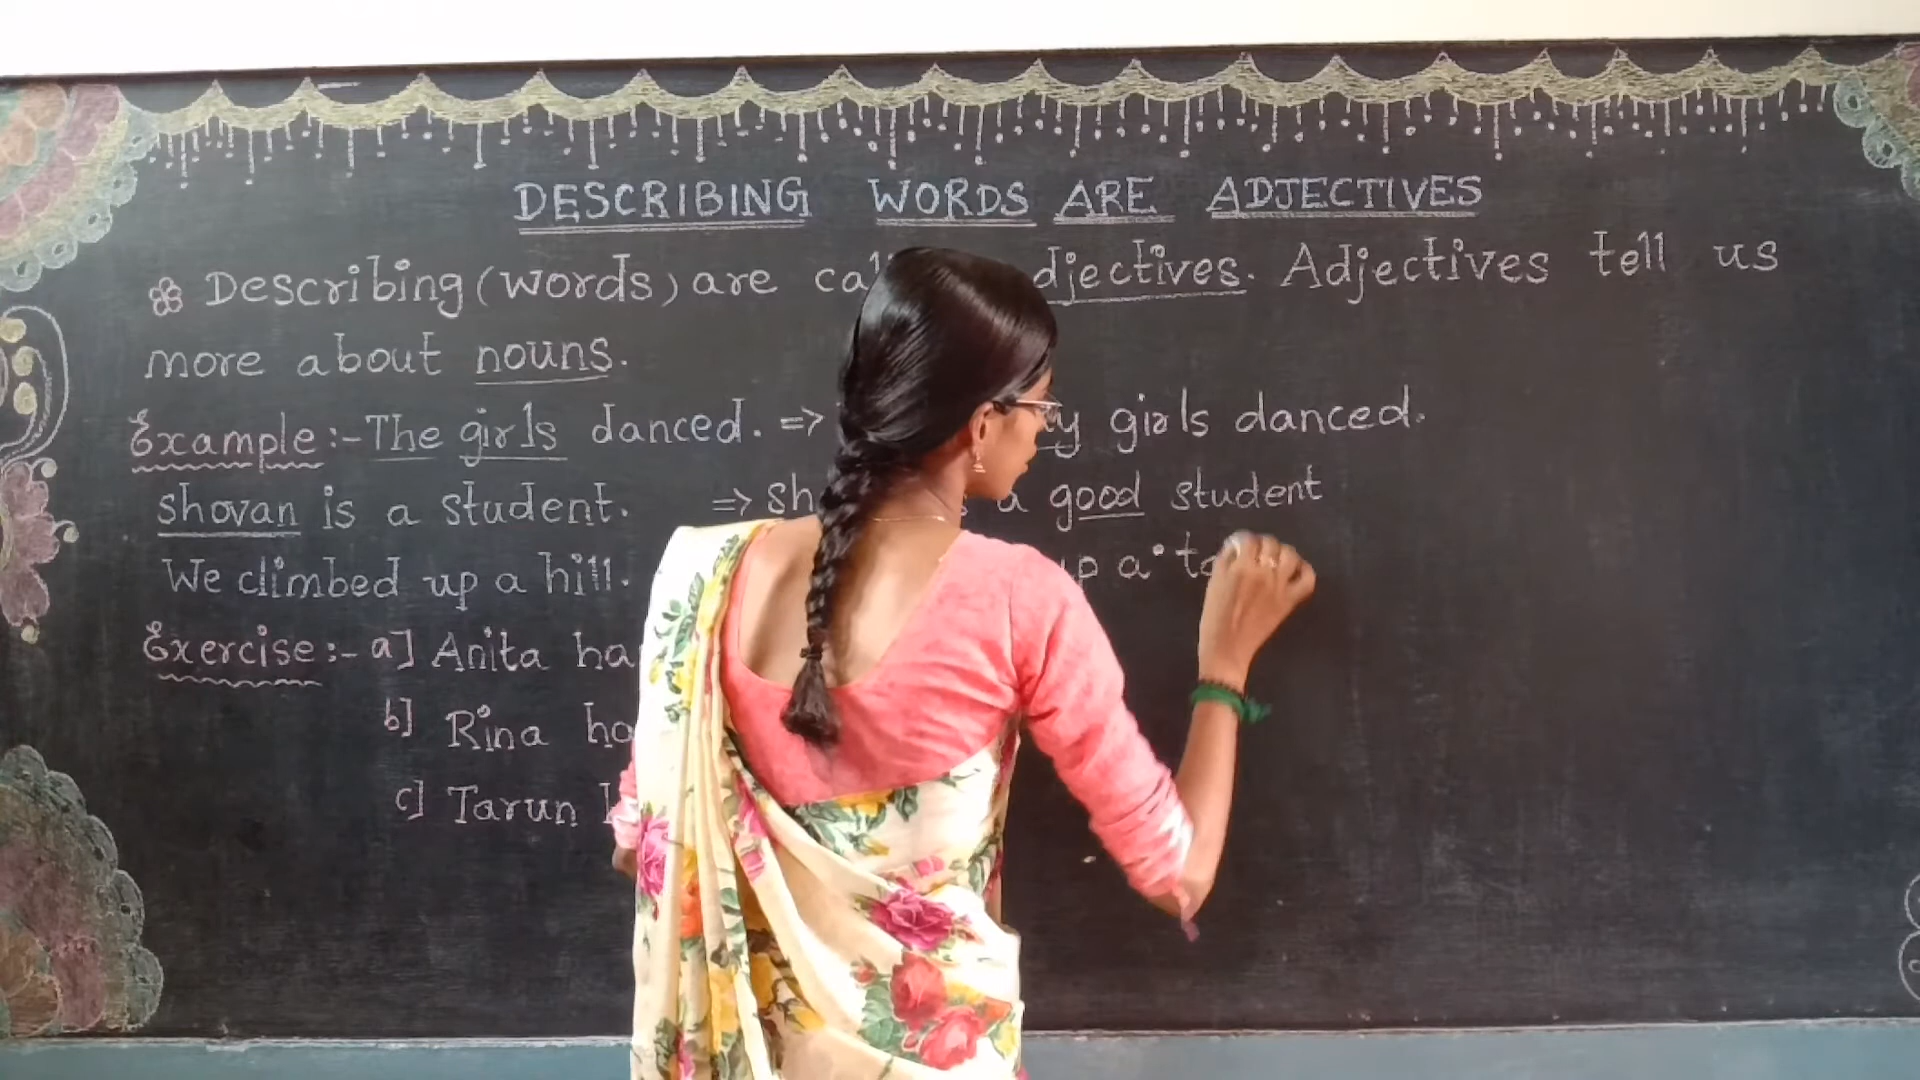 DESCRIBING WORDS ARE ADJECTIVES
Describing (words) are djectives. Adjectives tell us
more about nouns.
Example :- The girls danced. => girls danced.
shovan is a student. => a good student
We climbed up a hill. up a
Exercise :- a] Anita
b] Rina
c] Tarun